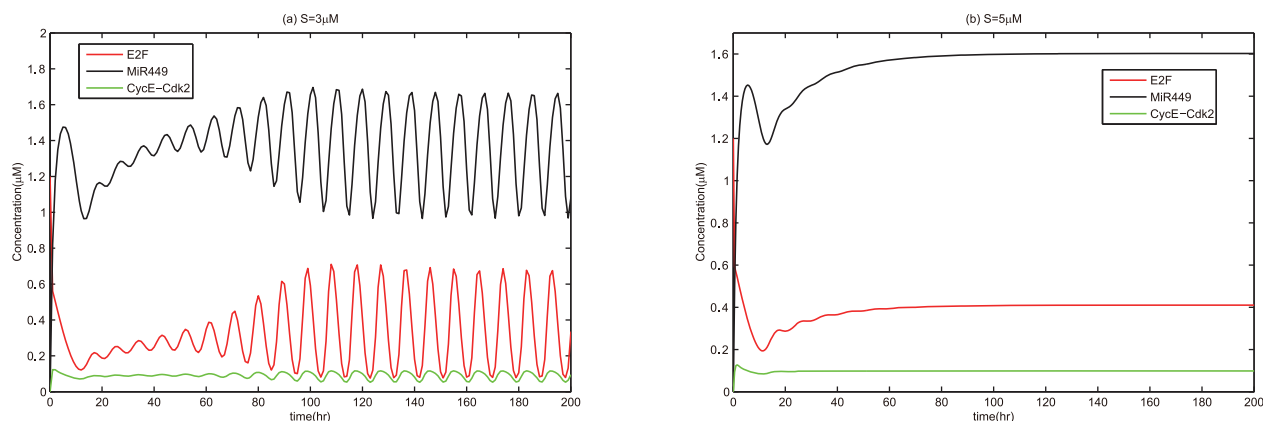 (a) S=3μM
Concentration(μM)
2
1.8
1.6
1.4
1.2
1
0.8
0.6
0.4
0.2
0
E2F
MiR449
CycE−Cdk2
0 20 40 60 80 100 120 140 160 180 200
time(hr)
(b) S=5μM
Concentration(μM)
1.6
1.4
1.2
1
0.8
0.6
0.4
0.2
0
E2F
MiR449
CycE−Cdk2
0 20 40 60 80 100 120 140 160 180 200
time(hr)